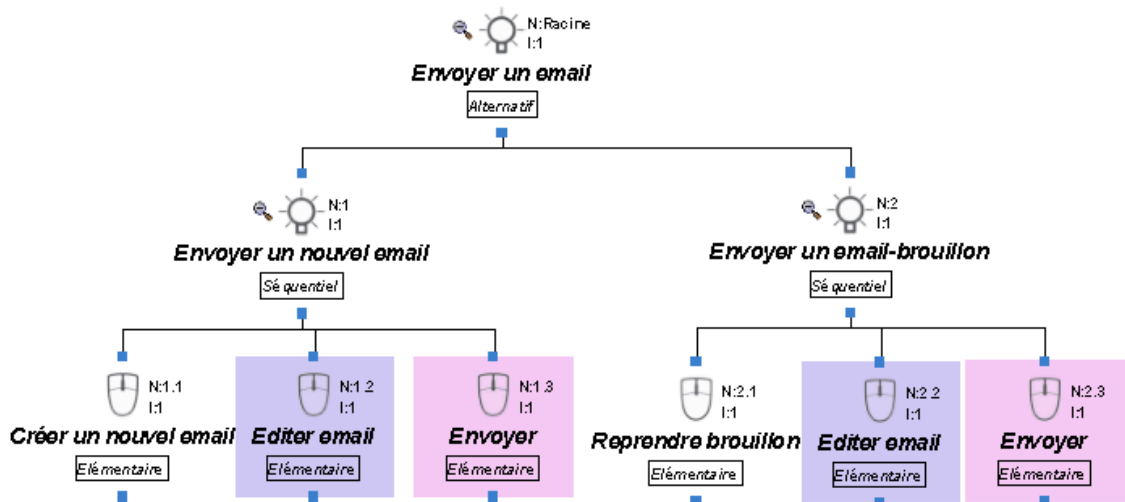 N:Racine
I:1
Envoyer un email
Alternatif
N:1
I:1
Envoyer un nouvel email
Séquentiel
N:2
I:1
Envoyer un email-brouillon
Séquentiel
N:1.1
I:1
Créer un nouvel email
Elémentaire
N:1.2
I:1
Editer email
Elémentaire
N:1.3
I:1
Envoyer
Elémentaire
N:2.1
I:1
Reprendre brouillon
Elémentaire
N:2.2
I:1
Editer email
Elémentaire
N:2.3
I:1
Envoyer
Elémentaire